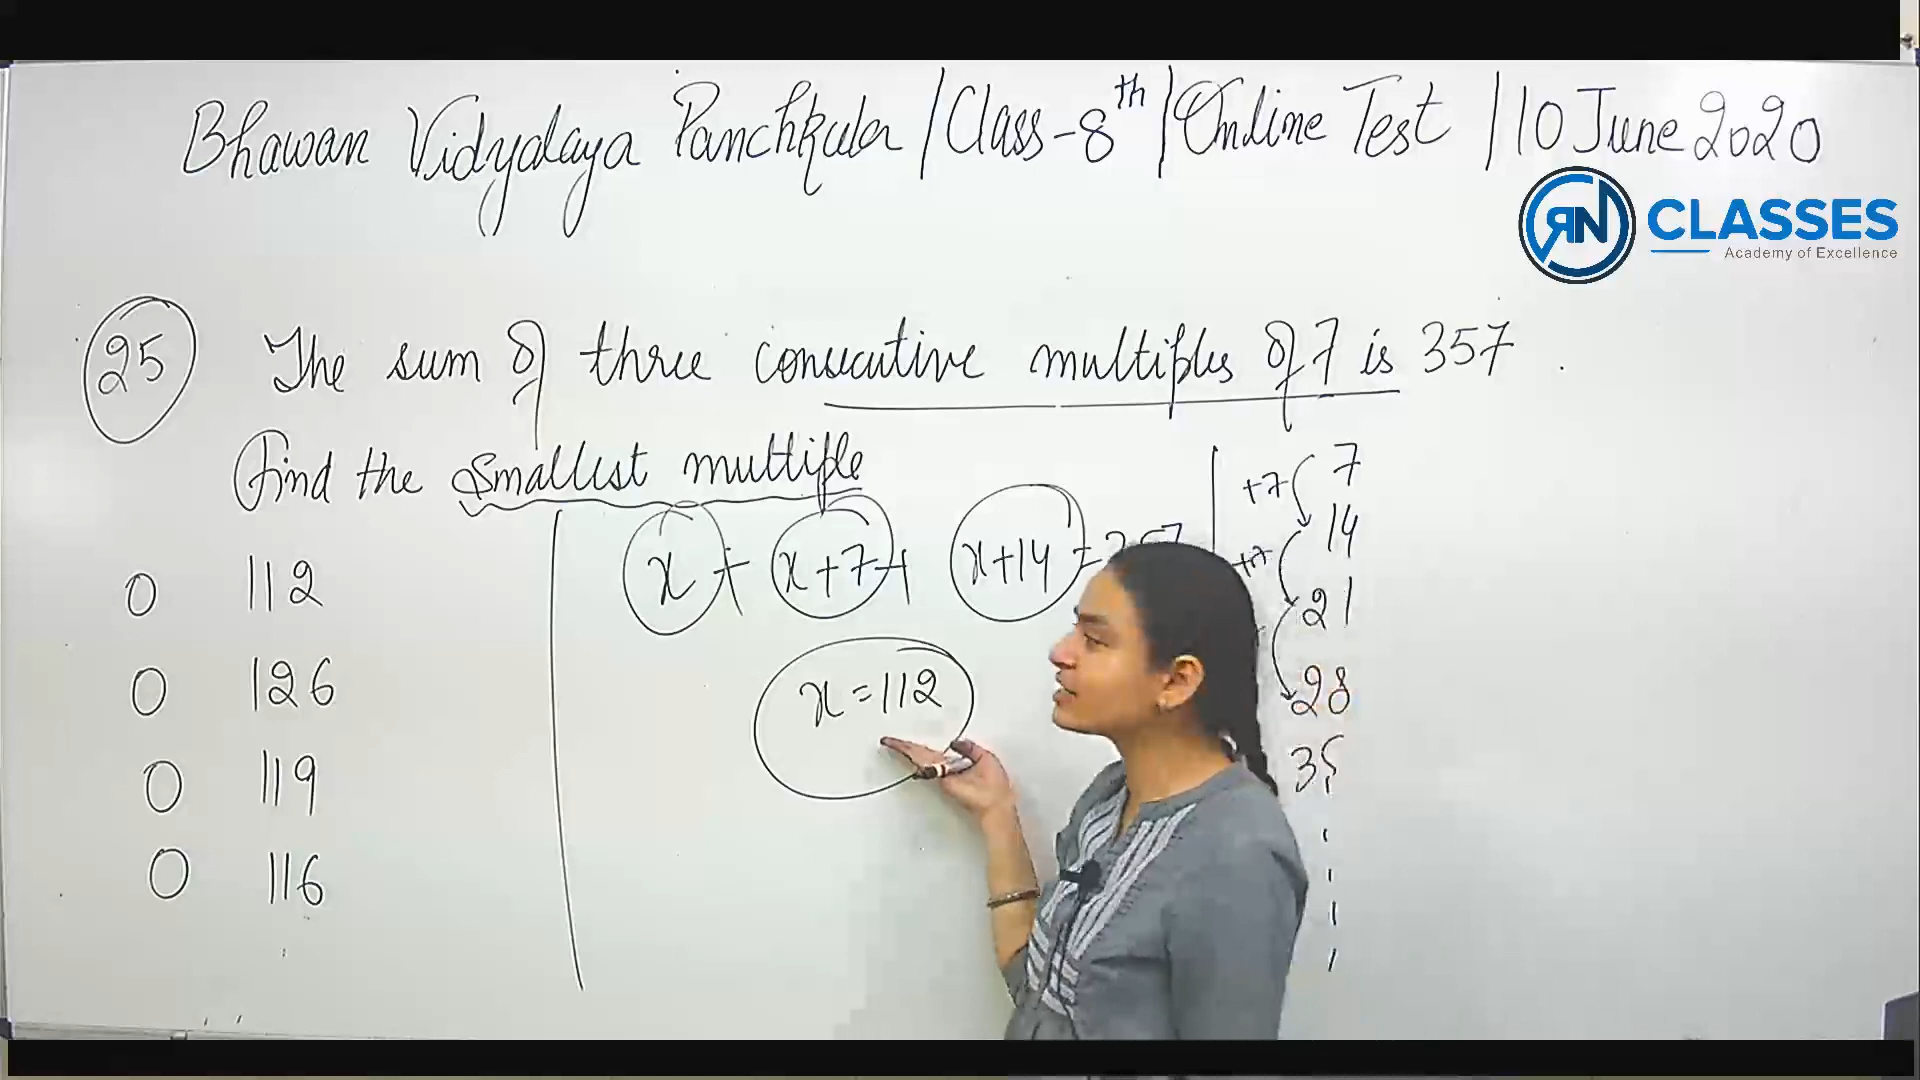 Bhawan Vidyalaya Panchkula / Class-8th / Online Test / 10 June 2020
RN CLASSES
Academy of Excellence
25 The sum of three consecutive multiples of 7 is 357.
Find the smallest multiple
O 112
O 126
O 119
O 116
x + x+7 + x+14 =
x=112
7
+7
14
+7
21
28
35